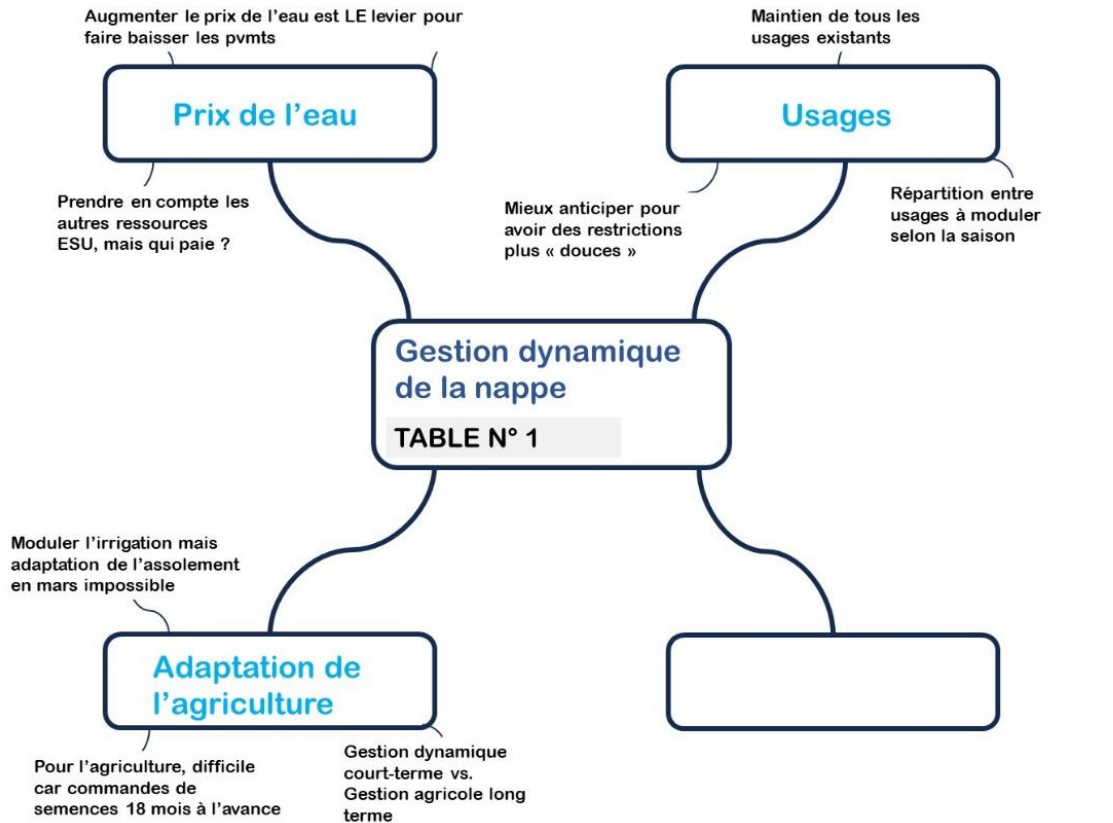 Augmenter le prix de l'eau est LE levier pour
faire baisser les pvmts
Prix de l'eau
Prendre en compte les
autres ressources
ESU, mais qui paie ?
Maintien de tous les
usages existants
Usages
Mieux anticiper pour
avoir des restrictions
plus « douces »
Répartition entre
usages à moduler
selon la saison
Gestion dynamique
de la nappe
TABLE N° 1
Moduler l'irrigation mais
adaptation de l'assolement
en mars impossible
Adaptation de
l'agriculture
Pour l'agriculture, difficile
car commandes de
semences 18 mois à l'avance
Gestion dynamique
court-terme vs.
Gestion agricole long
terme